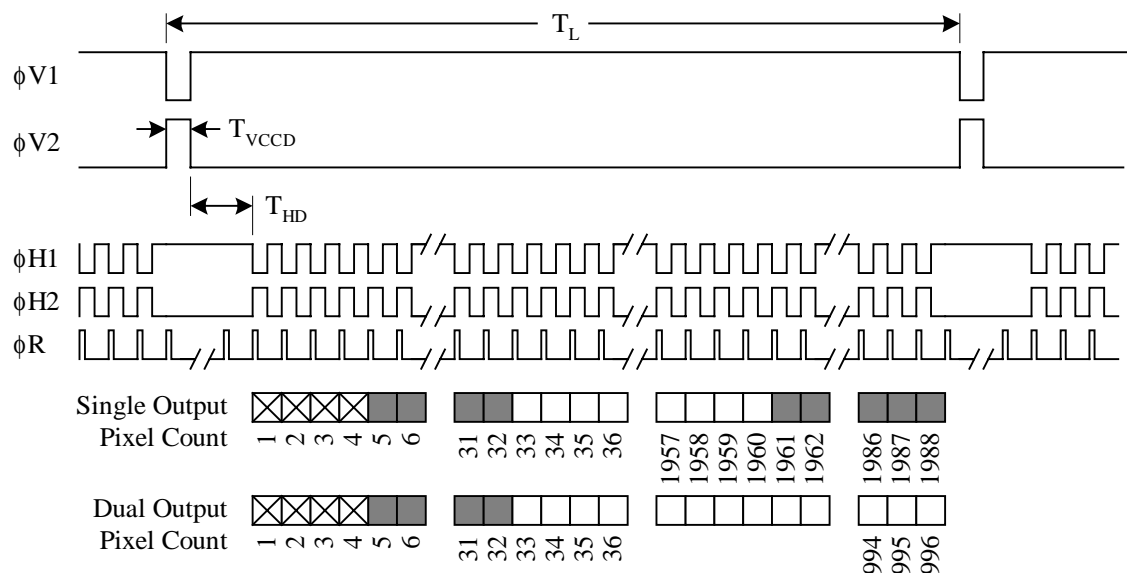 T_L
ϕV1
ϕV2
T_VCCD
T_HD
ϕH1
ϕH2
ϕR
Single Output
Pixel Count
1 2 3 4 5 6 31 32 33 34 35 36 1957 1958 1959 1960 1961 1962 1986 1987 1988
Dual Output
Pixel Count
1 2 3 4 5 6 31 32 33 34 35 36 994 995 996